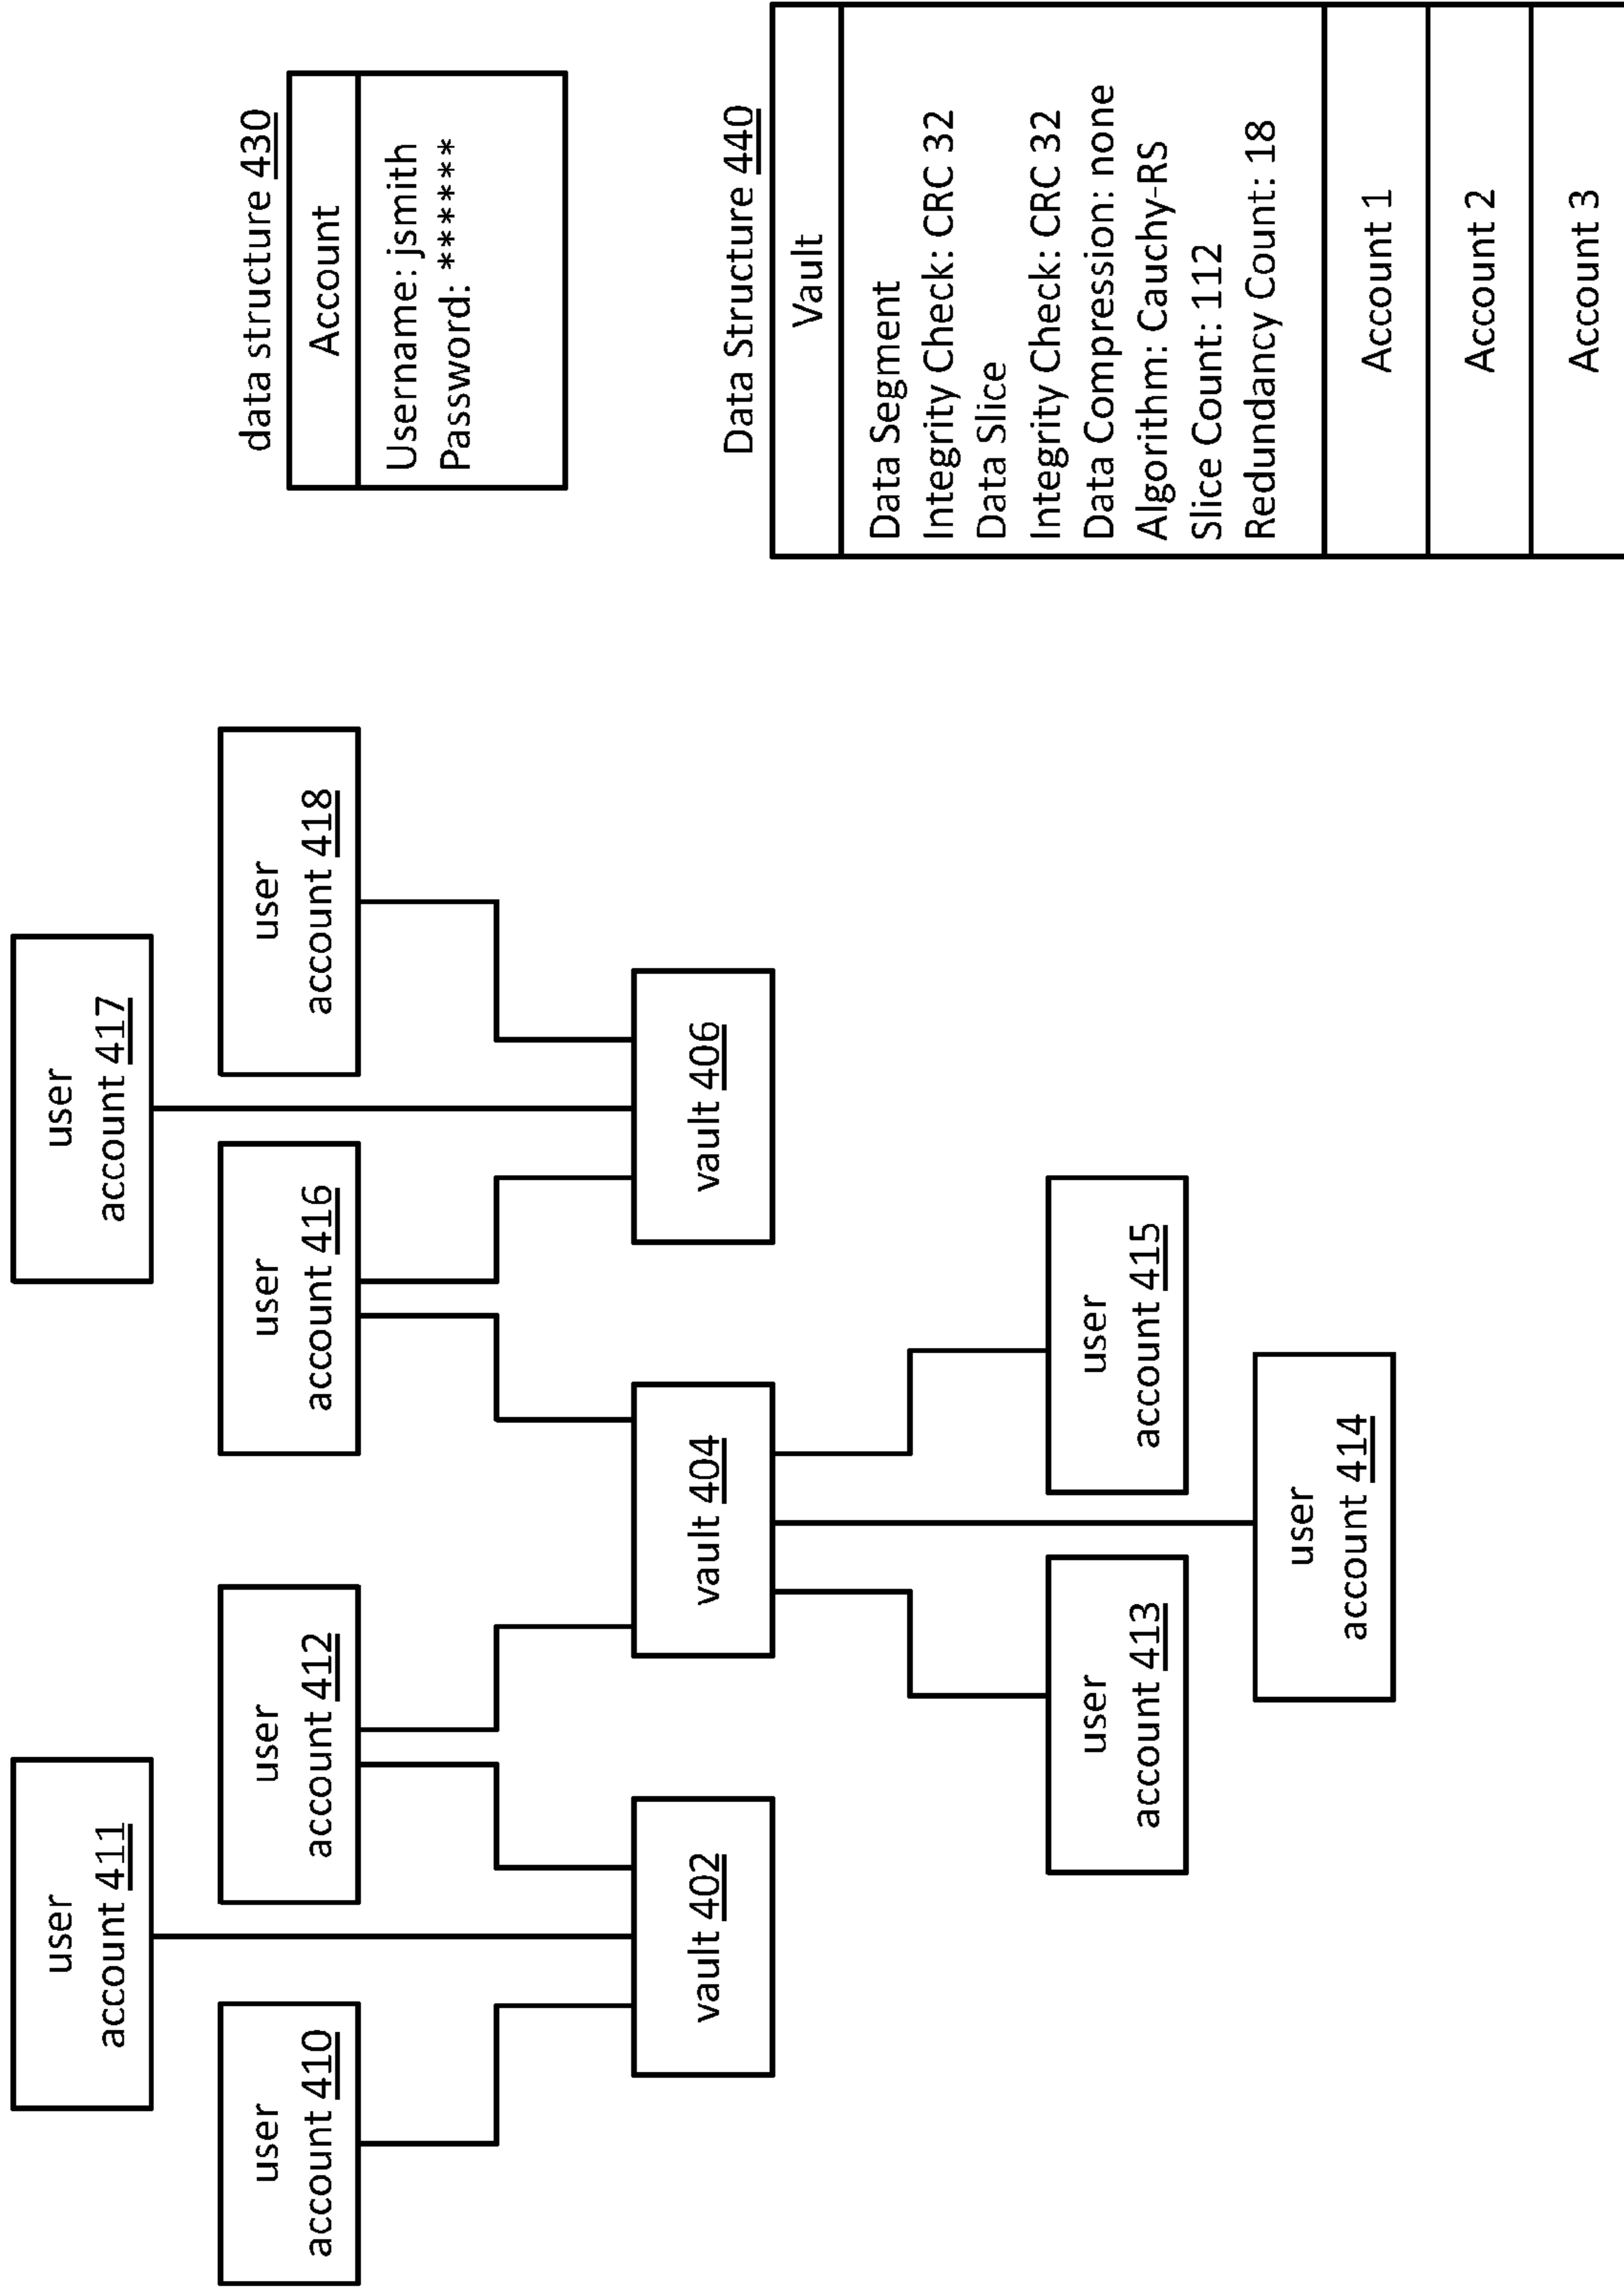 user
account 411
user
account 417
user
account 410
user
account 412
user
account 416
user
account 418
vault 402
vault 404
vault 406
user
account 413
user
account 415
user
account 414
data structure 430
Account
Username: jsmith
Password: *******
Data Structure 440
Vault
Data Segment
Integrity Check: CRC 32
Data Slice
Integrity Check: CRC 32
Data Compression: none
Algorithm: Cauchy-RS
Slice Count: 112
Redundancy Count: 18
Account 1
Account 2
Account 3